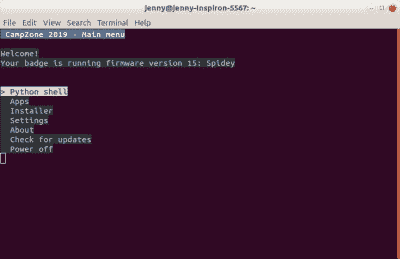 jenny@jenny-Inspiron-5567: ~
File Edit View Search Terminal Help
CampZone 2019 - Main menu
Welcome!
Your badge is running firmware version 15: Spidey
> Python shell
Apps
Installer
Settings
About
Check for updates
Power off